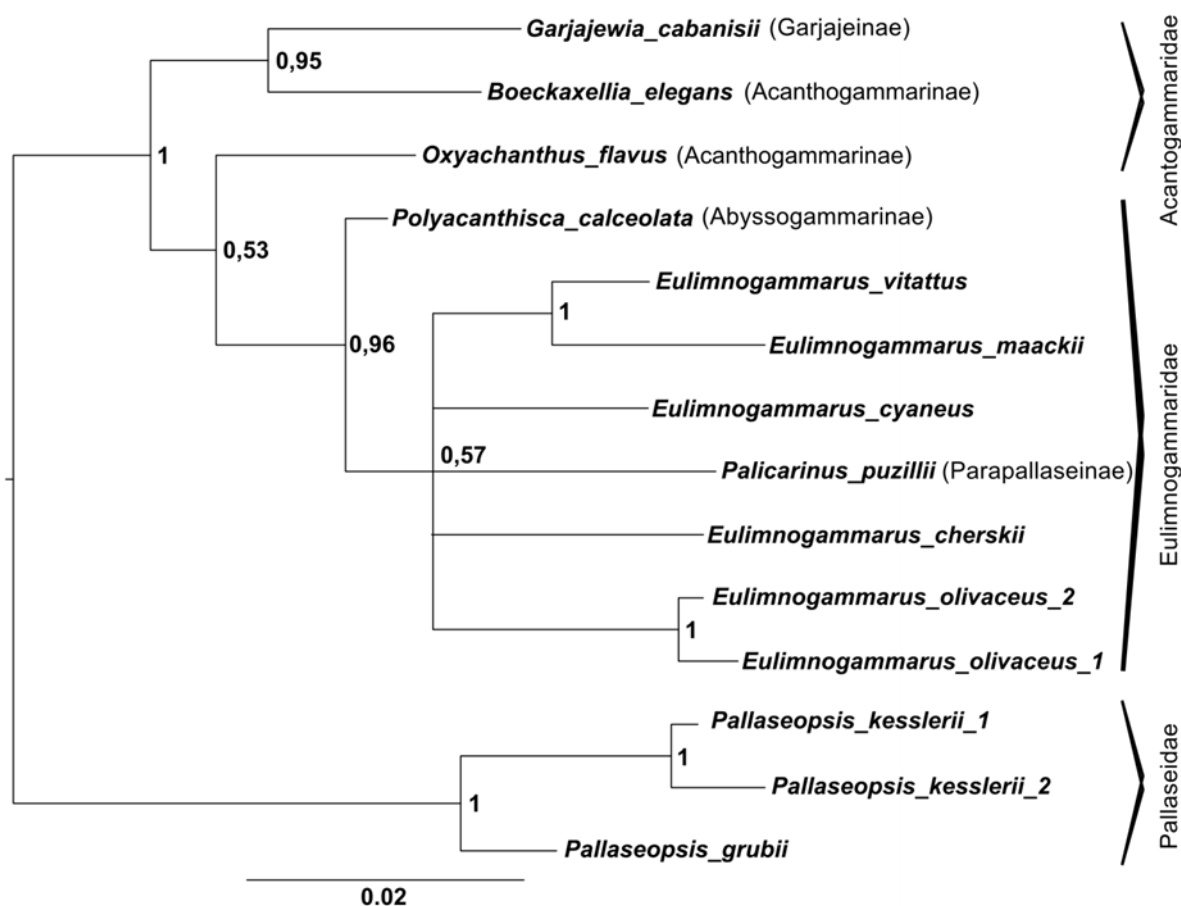 Garjajewia_cabanisii (Garjajeinae)
0,95
Boeckaxellia_elegans (Acanthogammarinae)
1
Oxyachanthus_flavus (Acanthogammarinae)
Acantogammaridae
Polyacanthisca_calceolata (Abyssogammarinae)
0,53
Eulimnogammarus_vitattus
1
0,96
Eulimnogammarus_maackii
Eulimnogammarus_cyaneus
0,57
Palicarinus_puzillii (Parapallaseinae)
Eulimnogammarus_cherskii
Eulimnogammarus_olivaceus_2
1
Eulimnogammarus_olivaceus_1
Eulimnogammaridae
Pallaseopsis_kesslerii_1
1
Pallaseopsis_kesslerii_2
1
Pallaseopsis_grubii
Pallaseidae
0.02